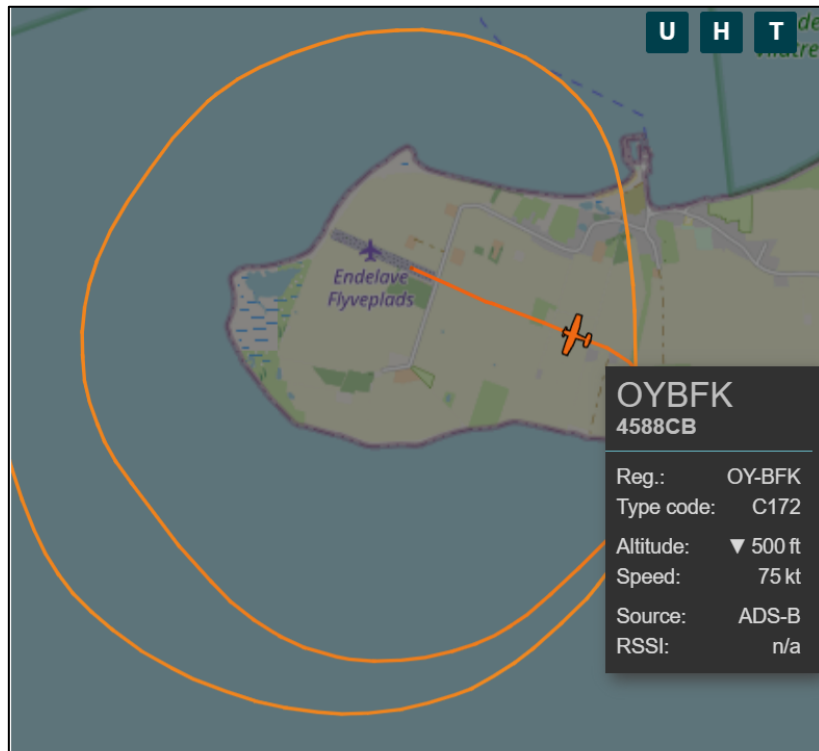 U H T
Endelave
Flyveplads
OYBFK
4588CB
Reg.: OY-BFK
Type code: C172
Altitude: ▼ 500 ft
Speed: 75 kt
Source: ADS-B
RSSI: n/a